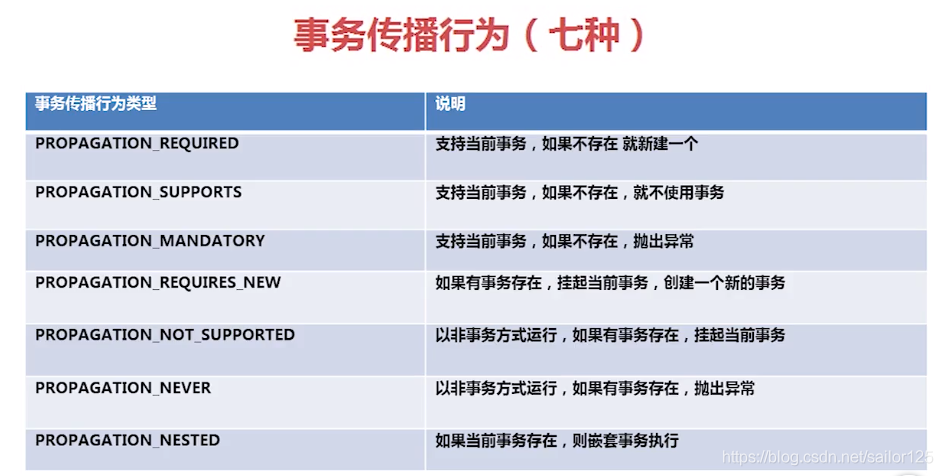 事务传播行为（七种）
事务传播行为类型 说明
PROPAGATION_REQUIRED 支持当前事务，如果不存在 就新建一个
PROPAGATION_SUPPORTS 支持当前事务，如果不存在，就不使用事务
PROPAGATION_MANDATORY 支持当前事务，如果不存在，抛出异常
PROPAGATION_REQUIRES_NEW 如果有事务存在，挂起当前事务，创建一个新的事务
PROPAGATION_NOT_SUPPORTED 以非事务方式运行，如果有事务存在，挂起当前事务
PROPAGATION_NEVER 以非事务方式运行，如果有事务存在，抛出异常
PROPAGATION_NESTED 如果当前事务存在，则嵌套事务执行
https://blog.csdn.net/sailor125